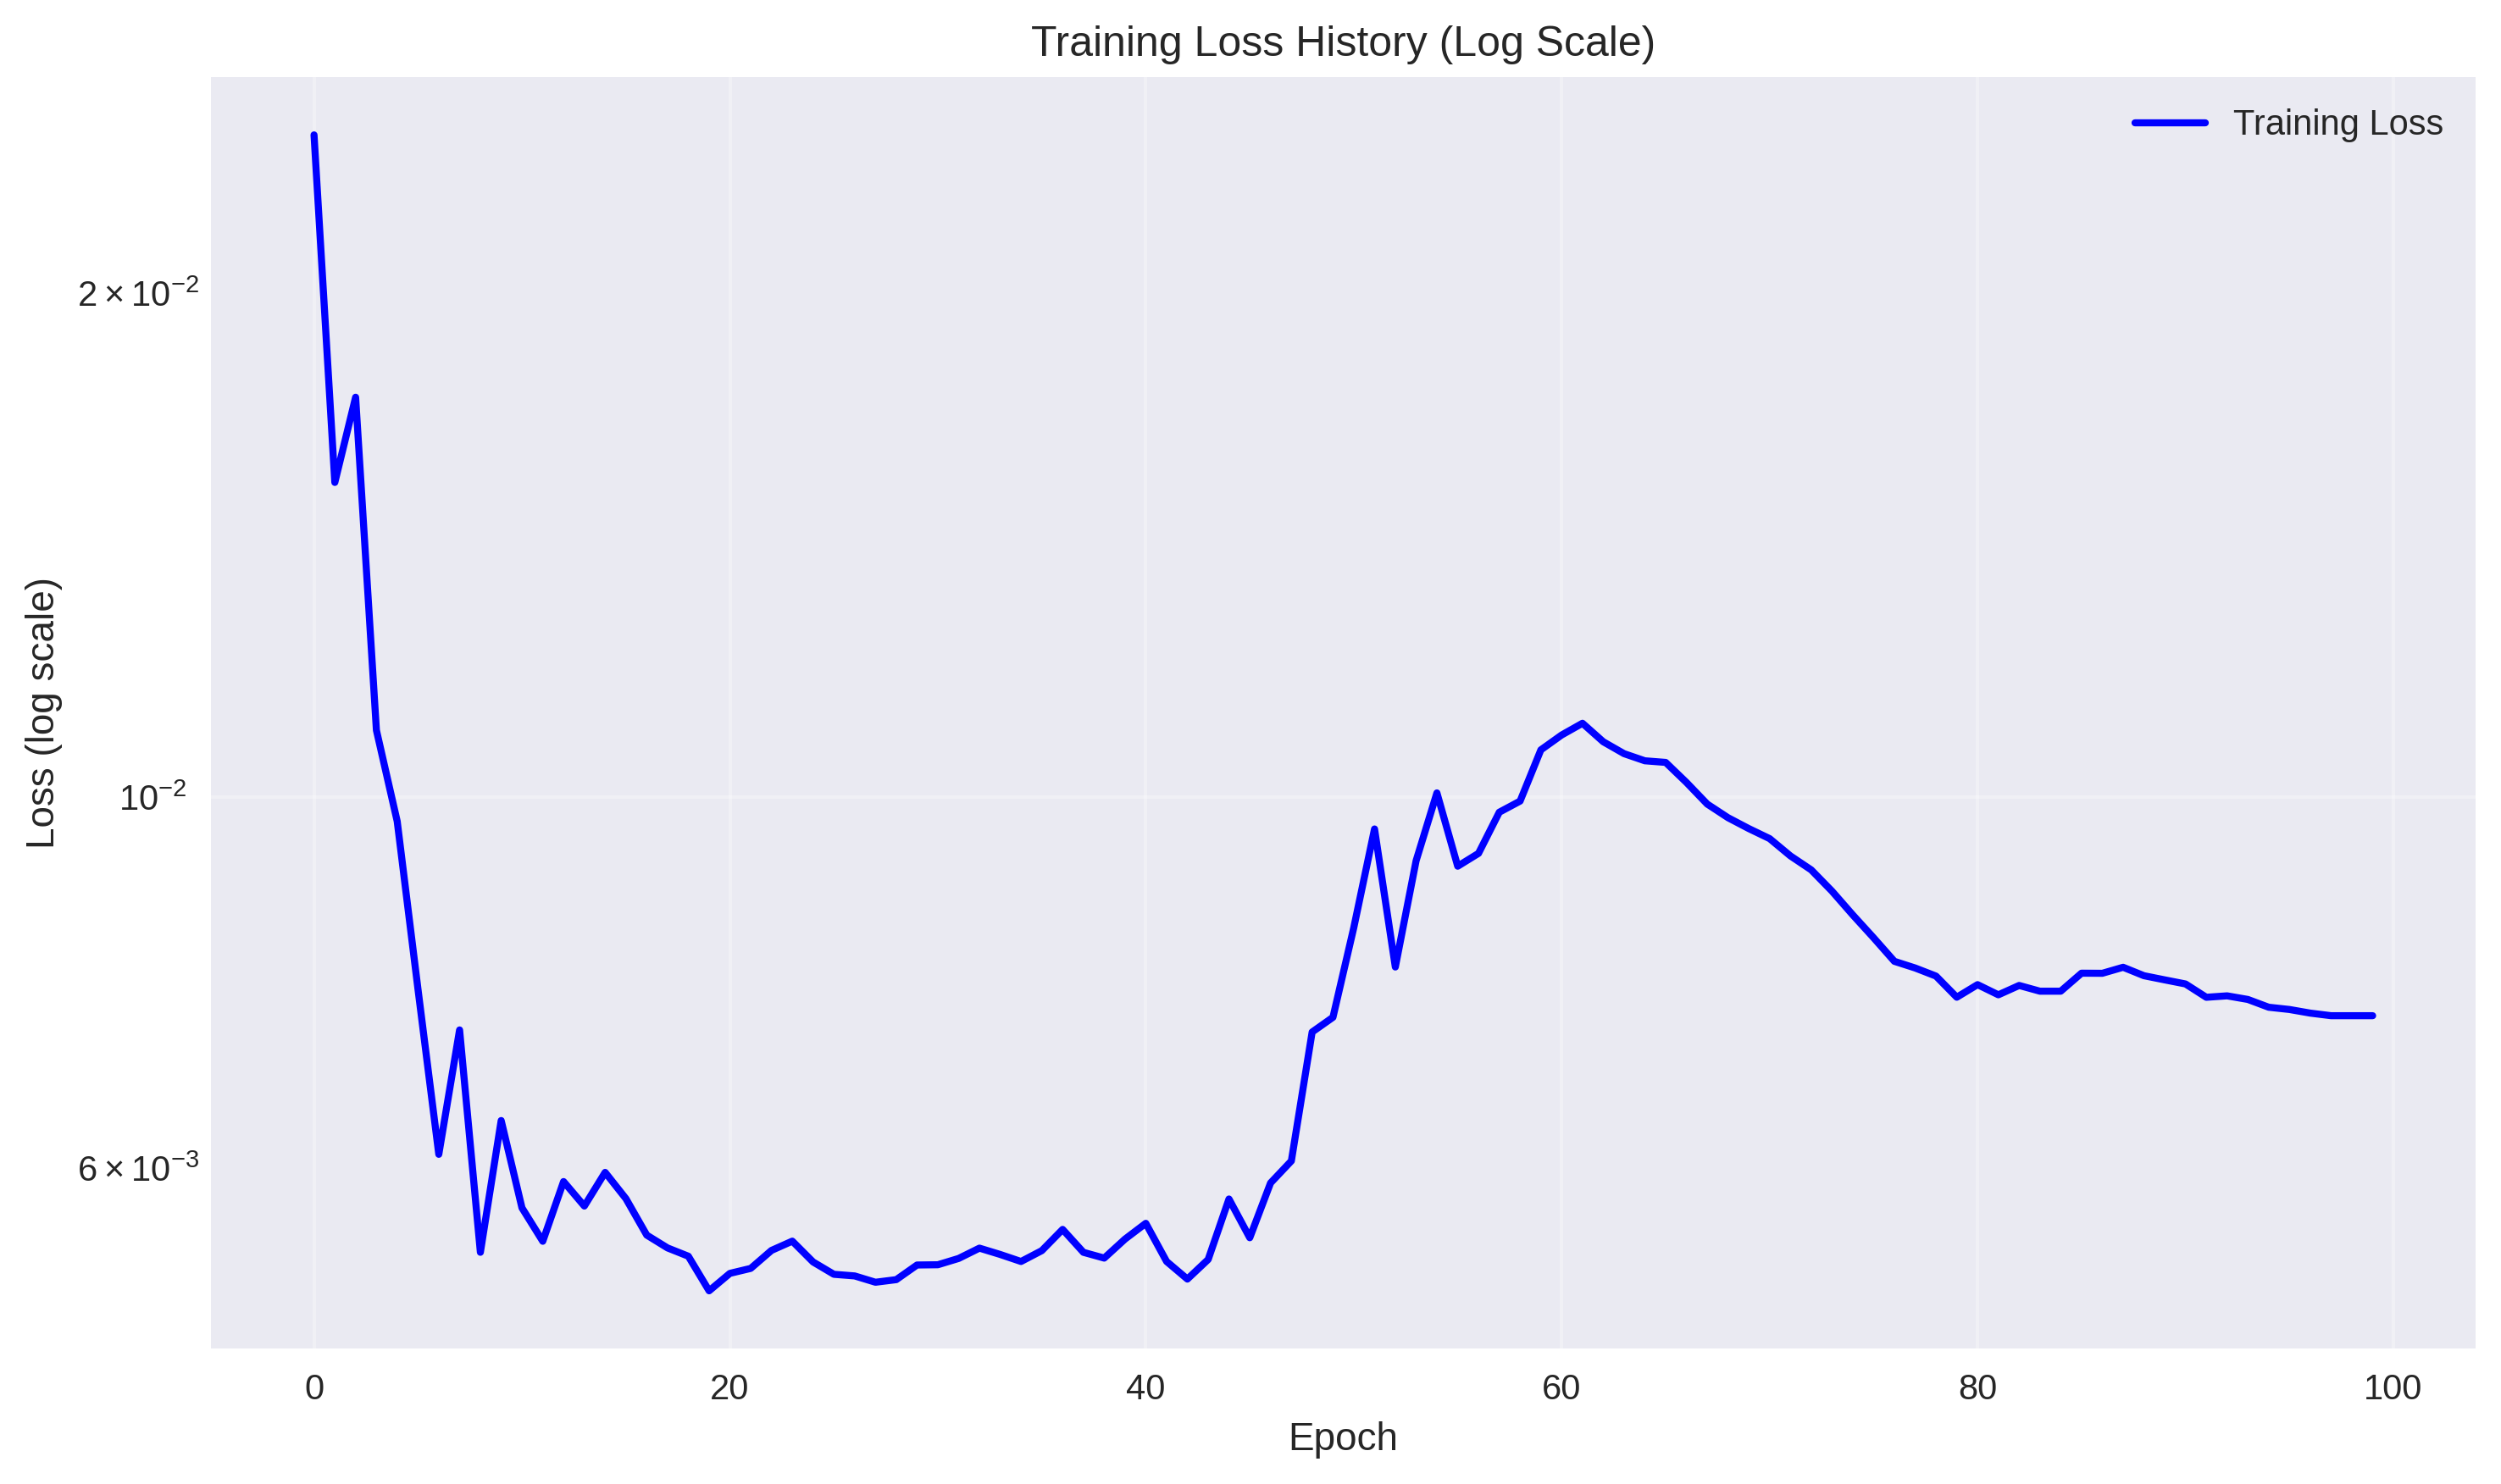 Training Loss History (Log Scale)
Training Loss
2 × 10⁻²
10⁻²
6 × 10⁻³
Loss (log scale)
0 20 40 60 80 100
Epoch